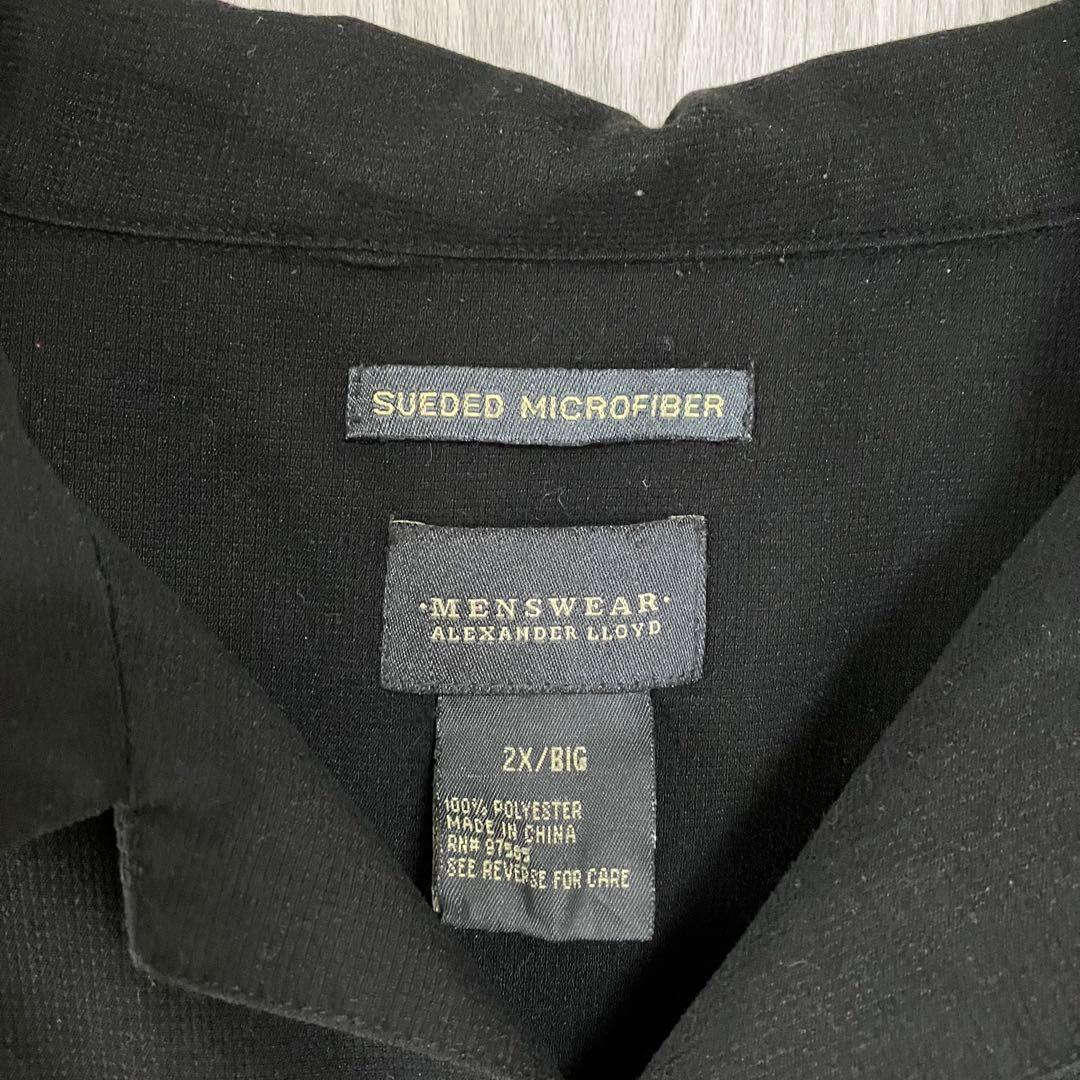 SUEDED MICROFIBER
·MENSWEAR·
ALEXANDER LLOYD
2X/BIG
100% POLYESTER
MADE IN CHINA
RN#
SEE REVERSE FOR CARE